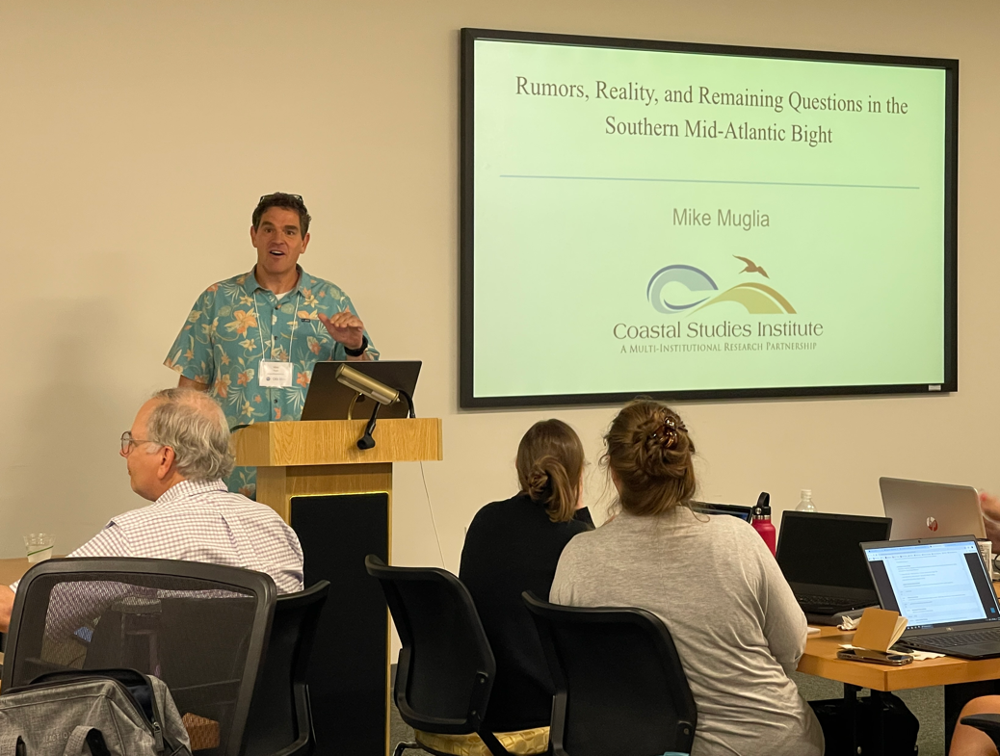 Rumors, Reality, and Remaining Questions in the
Southern Mid-Atlantic Bight
Mike Muglia
Coastal Studies Institute
A MULTI-INSTITUTIONAL RESEARCH PARTNERSHIP